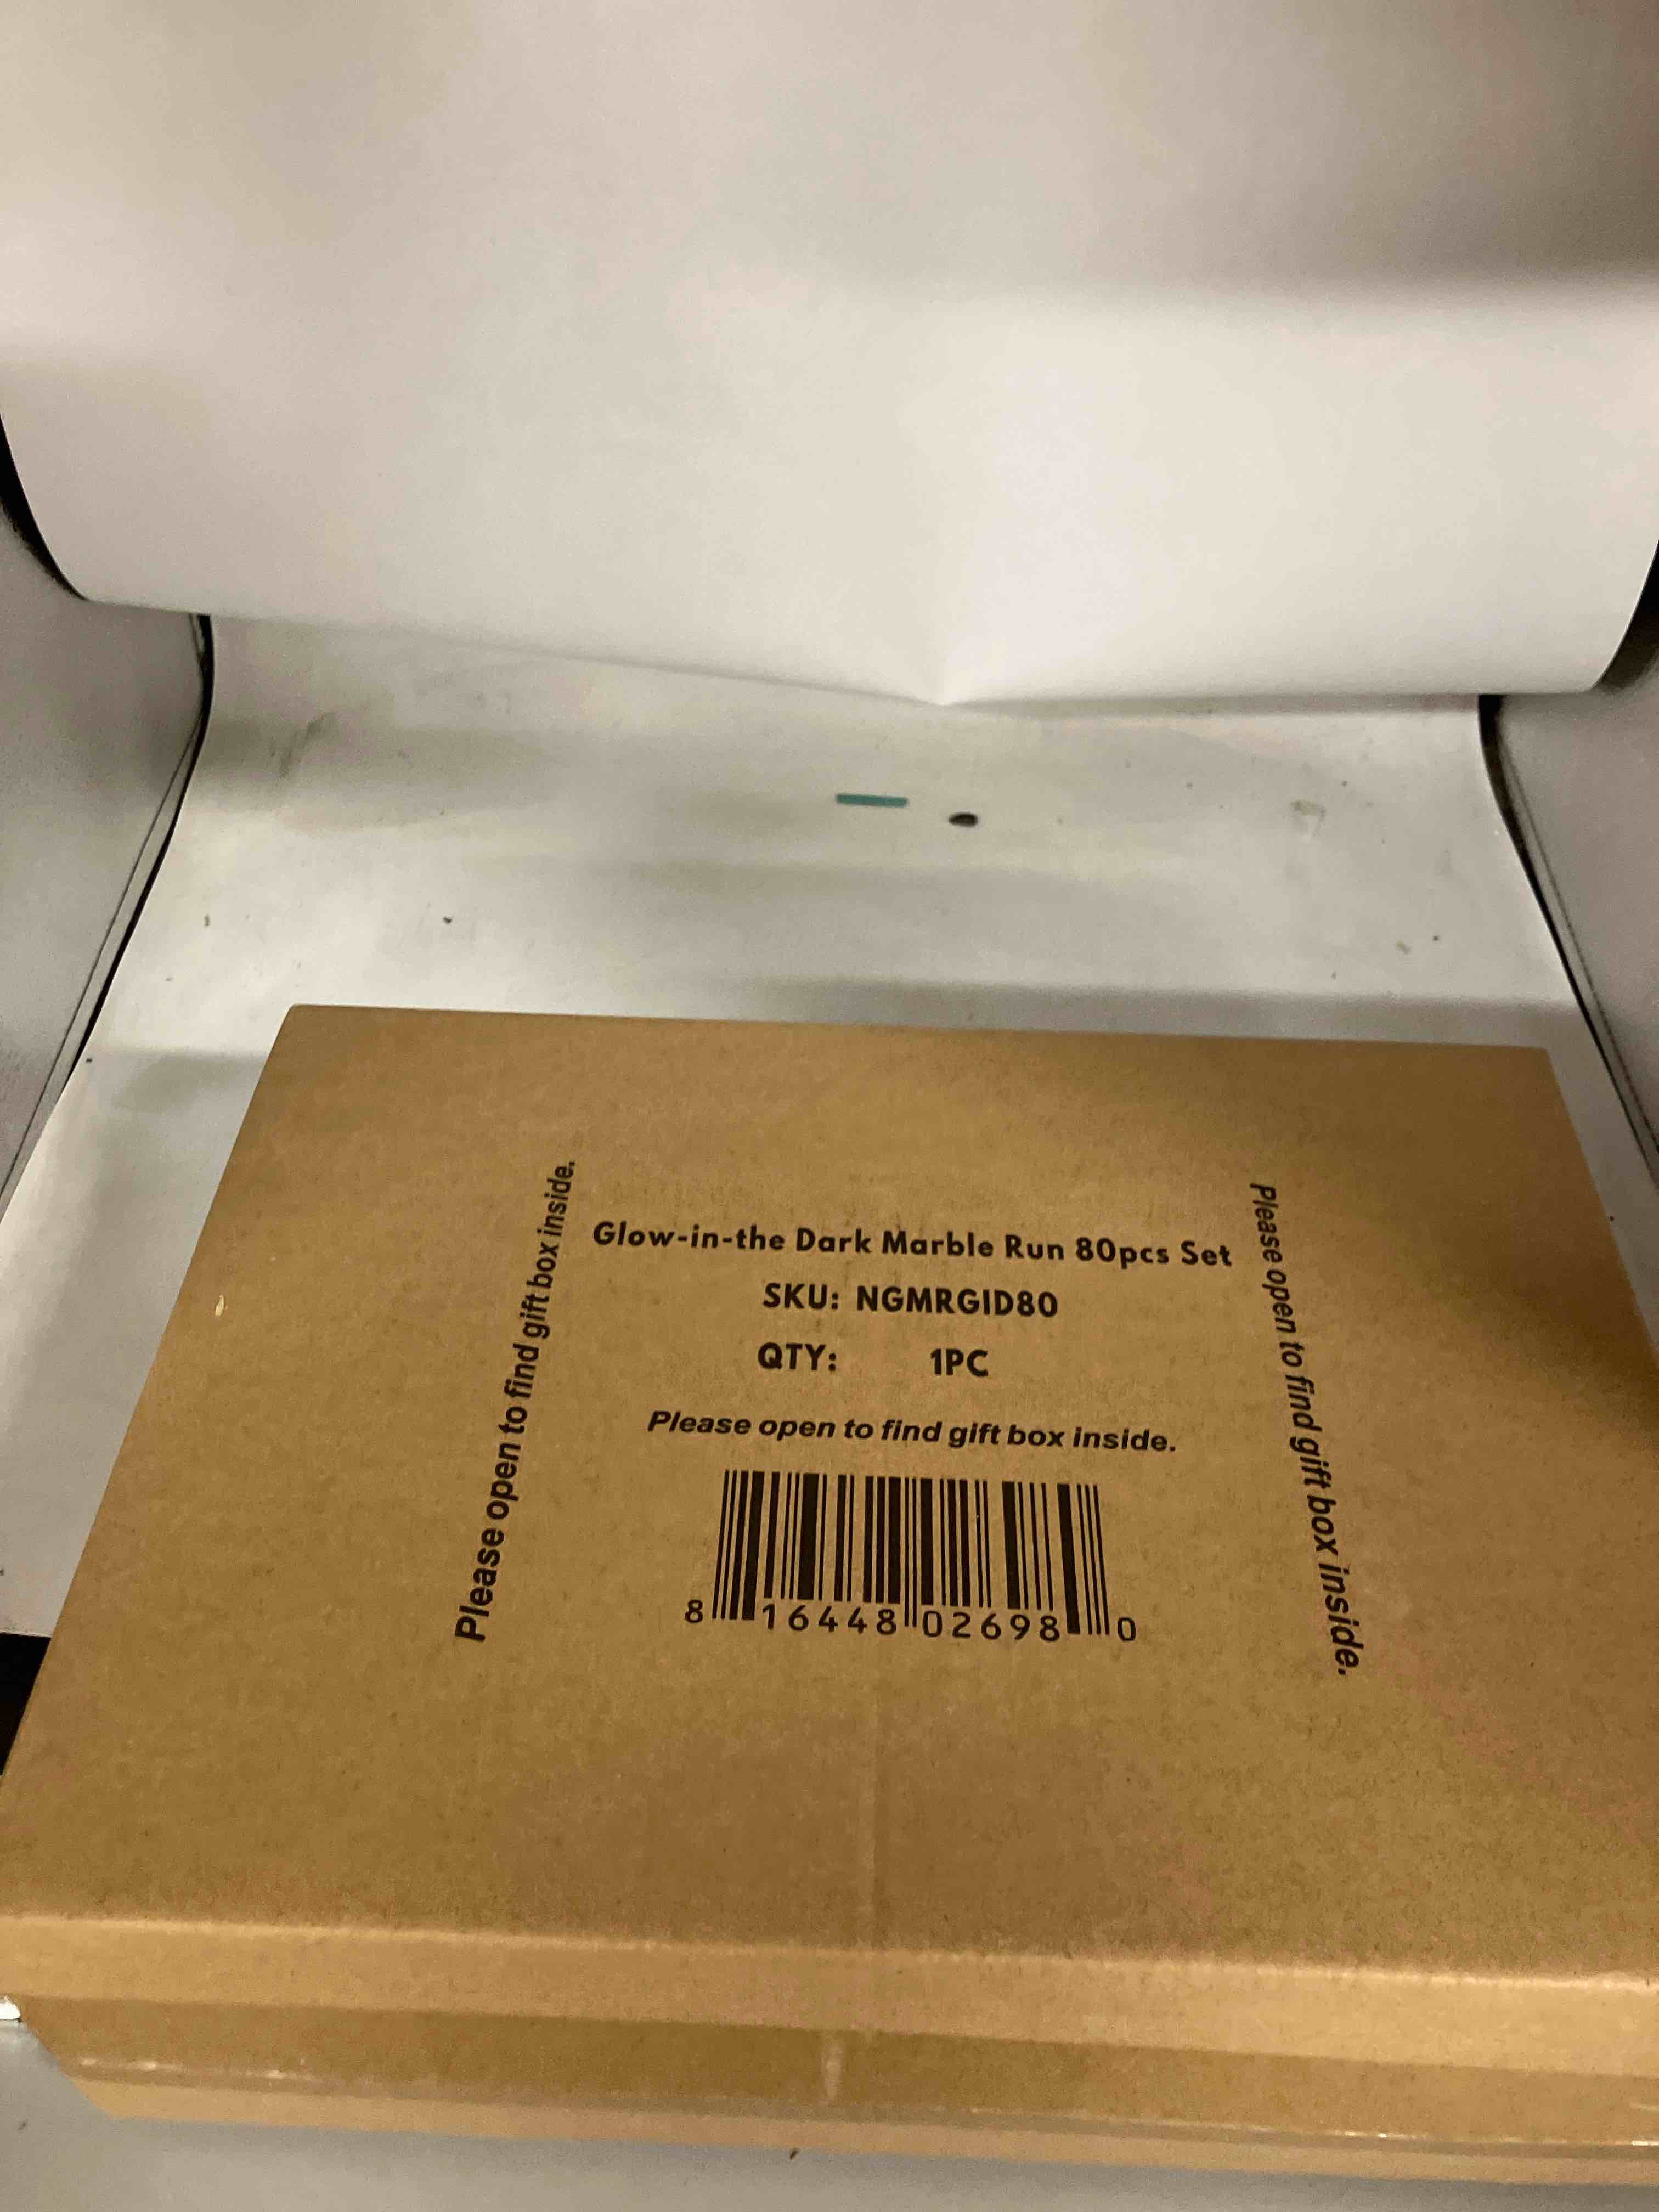 Please open to find gift box inside.
Glow-in-the Dark Marble Run 80pcs Set
SKU: NGMRGID80
QTY: 1PC
Please open to find gift box inside.
8 16448 02698 0
Please open to find gift box inside.